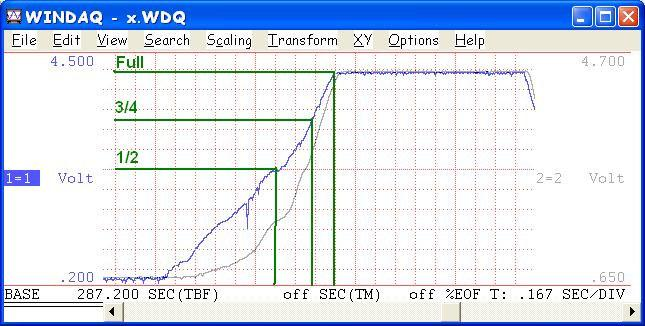 WINDAQ - x.WDQ
File Edit View Search Scaling Transform XY Options Help
4.500 Full 4.700
3/4
1/2
1=1 Volt 2=2 Volt
.200 .650
BASE 287.200 SEC(TBF) off SEC(TM) off %EOF T: .167 SEC/DIV